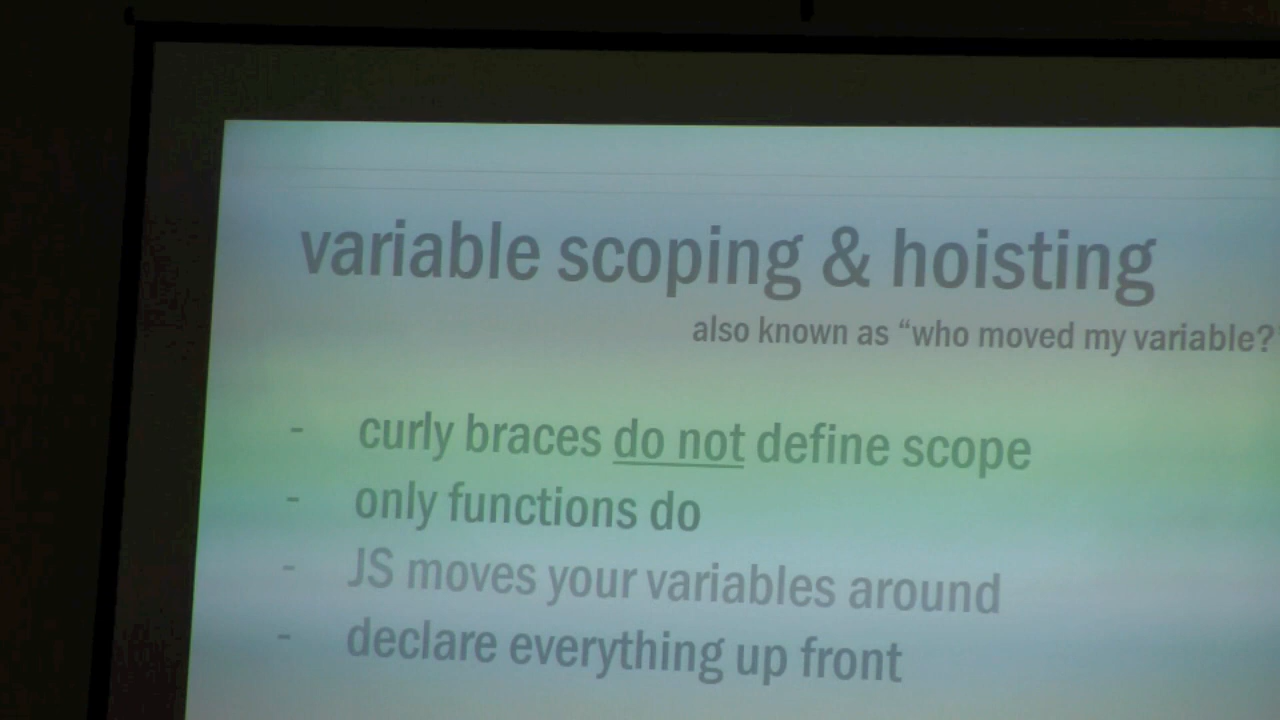 variable scoping & hoisting
also known as “who moved my variable?
- curly braces do not define scope
- only functions do
- JS moves your variables around
- declare everything up front